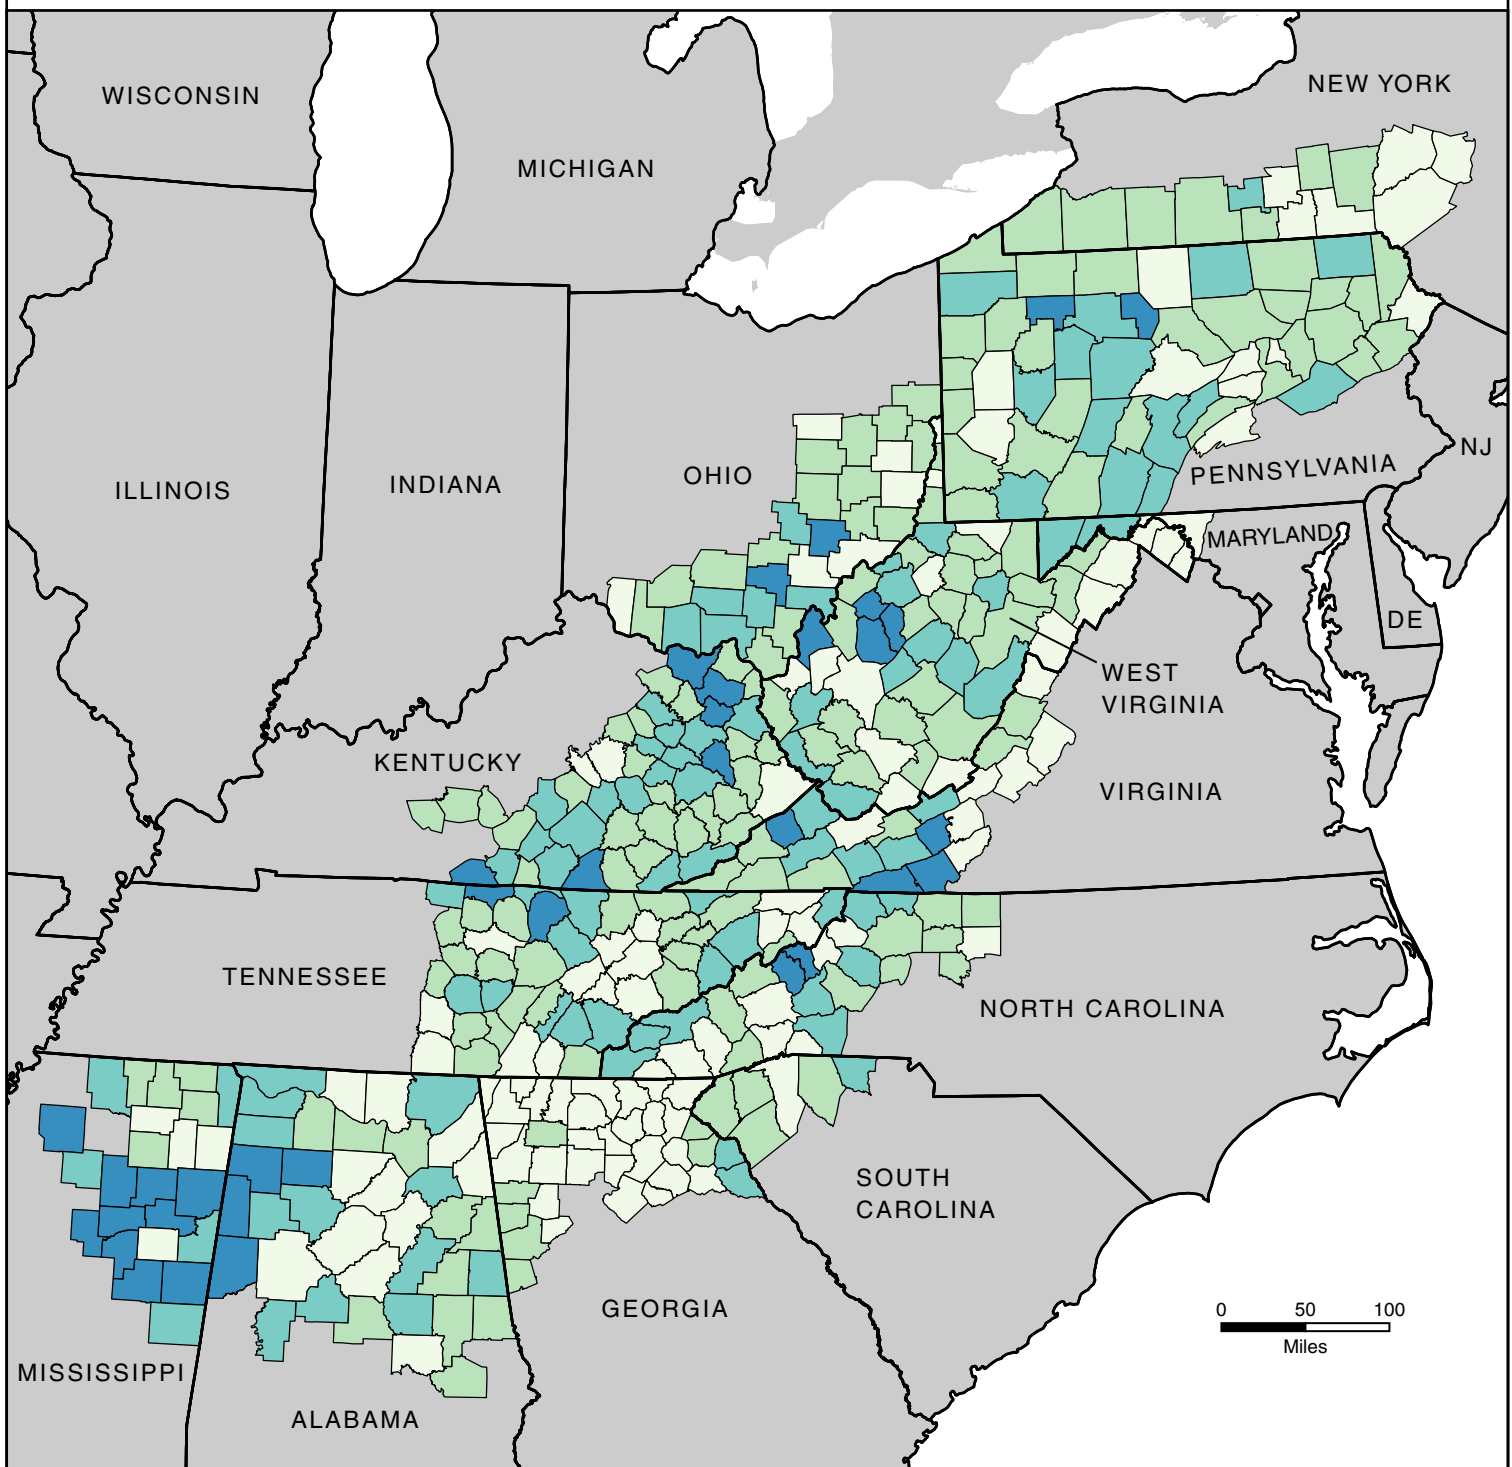 NEW YORK
WISCONSIN
MICHIGAN
NJ
PENNSYLVANIA
OHIO
INDIANA
ILLINOIS
MARYLAND
DE
WEST
VIRGINIA
KENTUCKY
VIRGINIA
TENNESSEE
NORTH CAROLINA
SOUTH
CAROLINA
GEORGIA
0 50 100
Miles
MISSISSIPPI
ALABAMA